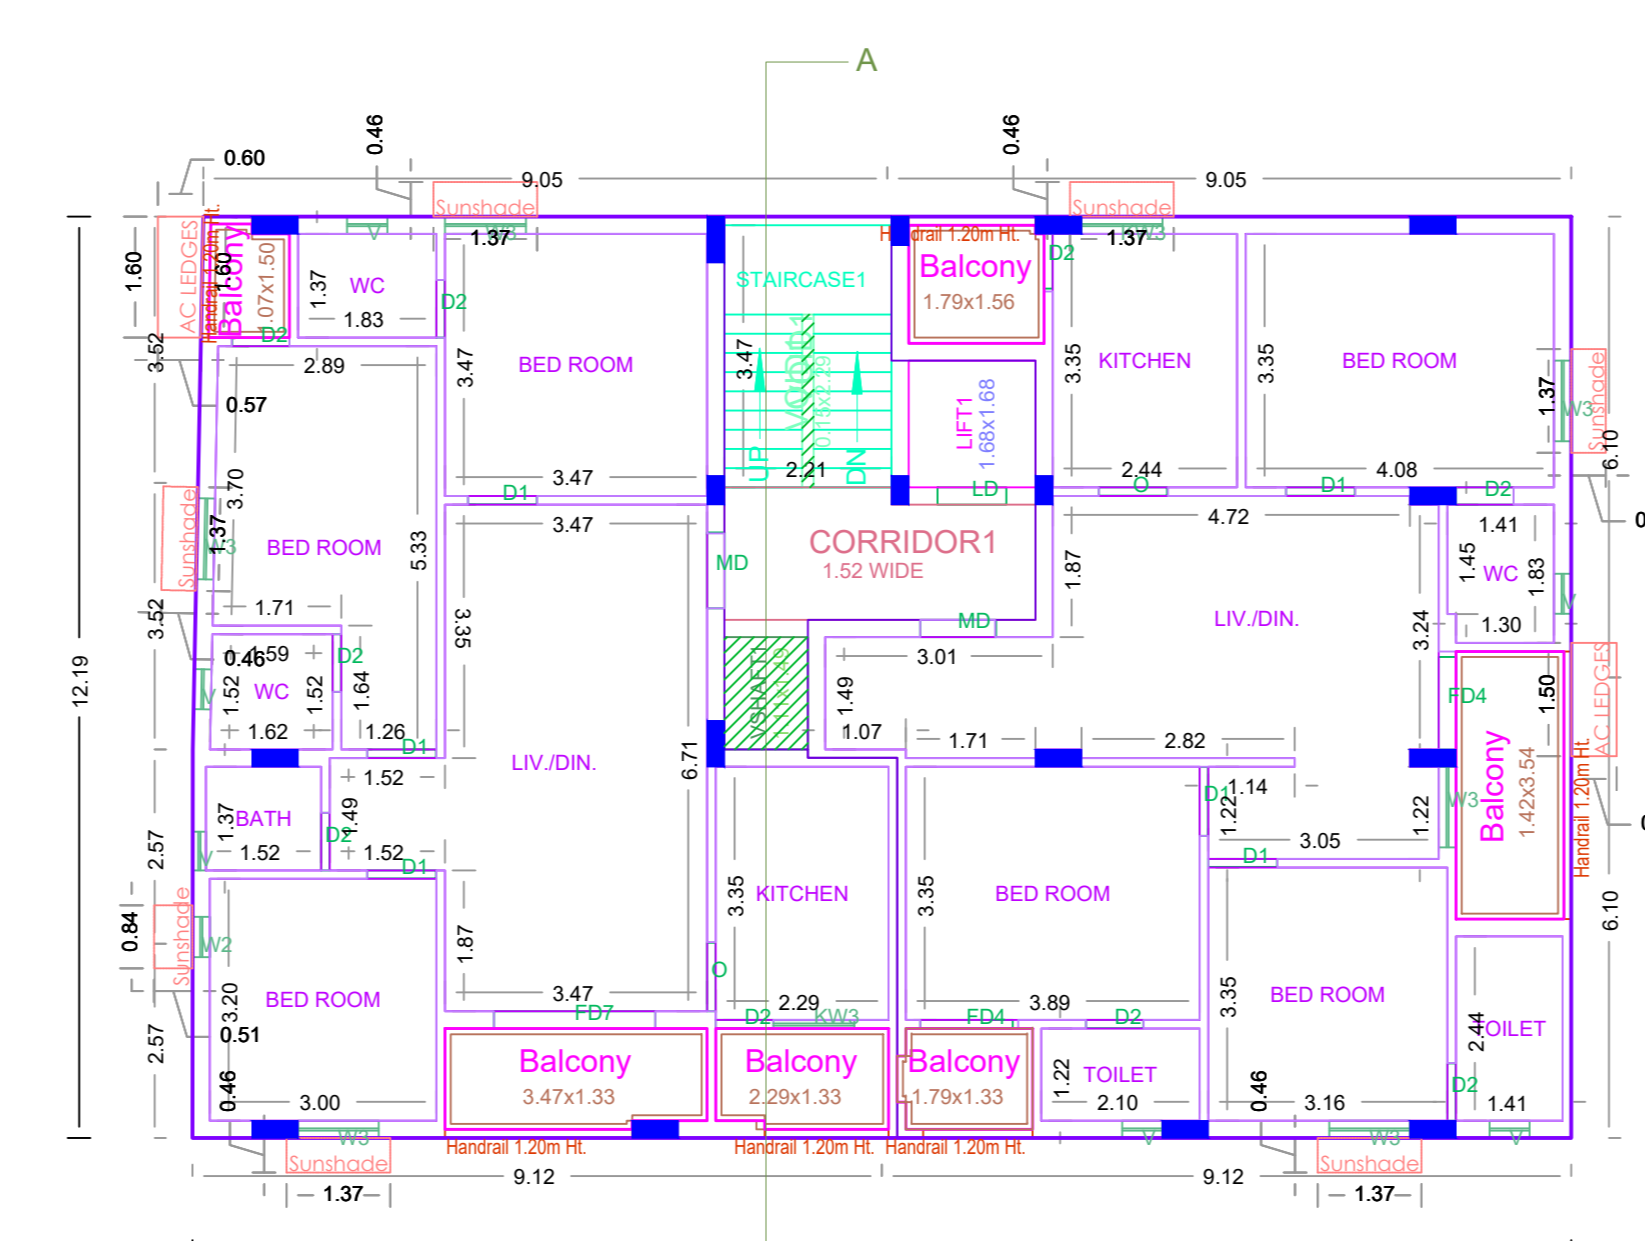 A
0.46
0.46
0.60
9.05
9.05
Sunshade
Sunshade
1.37
1.37
Handrail 1.20m Ht.
AC LEDGES
Handrail 1.20m Ht.
Balcony
1.07x1.50
1.60
1.60
V
D2
WC
1.37
1.83
D2
STAIRCASE1
Balcony
1.79x1.56
D2
3.52
2.89
0.57
BED ROOM
3.47
3.47
3.47
UP
DN
2.21
0.15x2.29
LIFT1
1.68x1.68
LD
KITCHEN
3.35
2.44
O
BED ROOM
3.35
4.08
D1
D2
1.37
W3
Sunshade
6.10
12.19
Sunshade
1.37
W3
3.70
BED ROOM
5.33
1.71
D1
3.47
MD
CORRIDOR1
1.52 WIDE
MD
4.72
1.87
LIV./DIN.
3.24
1.41
1.45
WC
1.83
V
1.30
3.52
0.46
1.59
D2
WC
1.52
1.52
1.64
1.62
1.26
V
D1
3.35
LIV./DIN.
6.71
VSHAFT1
1.11x1.49
3.01
1.49
1.07
1.71
2.82
FD4
1.50
AC LEDGES
Balcony
1.42x3.54
Handrail 1.20m Ht.
2.57
1.37
BATH
1.52
V
D2
1.52
1.49
1.52
D1
D1
1.14
1.22
1.22
W3
3.05
D1
0.84
Sunshade
W2
3.20
BED ROOM
0.51
3.00
2.57
0.46
1.87
3.47
FD7
O
KITCHEN
3.35
2.29
D2
KW3
BED ROOM
3.35
3.89
FD4
D2
BED ROOM
3.35
3.16
TOILET
2.44
D2
1.41
6.10
Balcony
3.47x1.33
Balcony
2.29x1.33
Balcony
1.79x1.33
TOILET
1.22
2.10
0.46
W3
V
W3
V
Handrail 1.20m Ht.
Handrail 1.20m Ht.
Handrail 1.20m Ht.
Sunshade
Sunshade
9.12
9.12
1.37
1.37